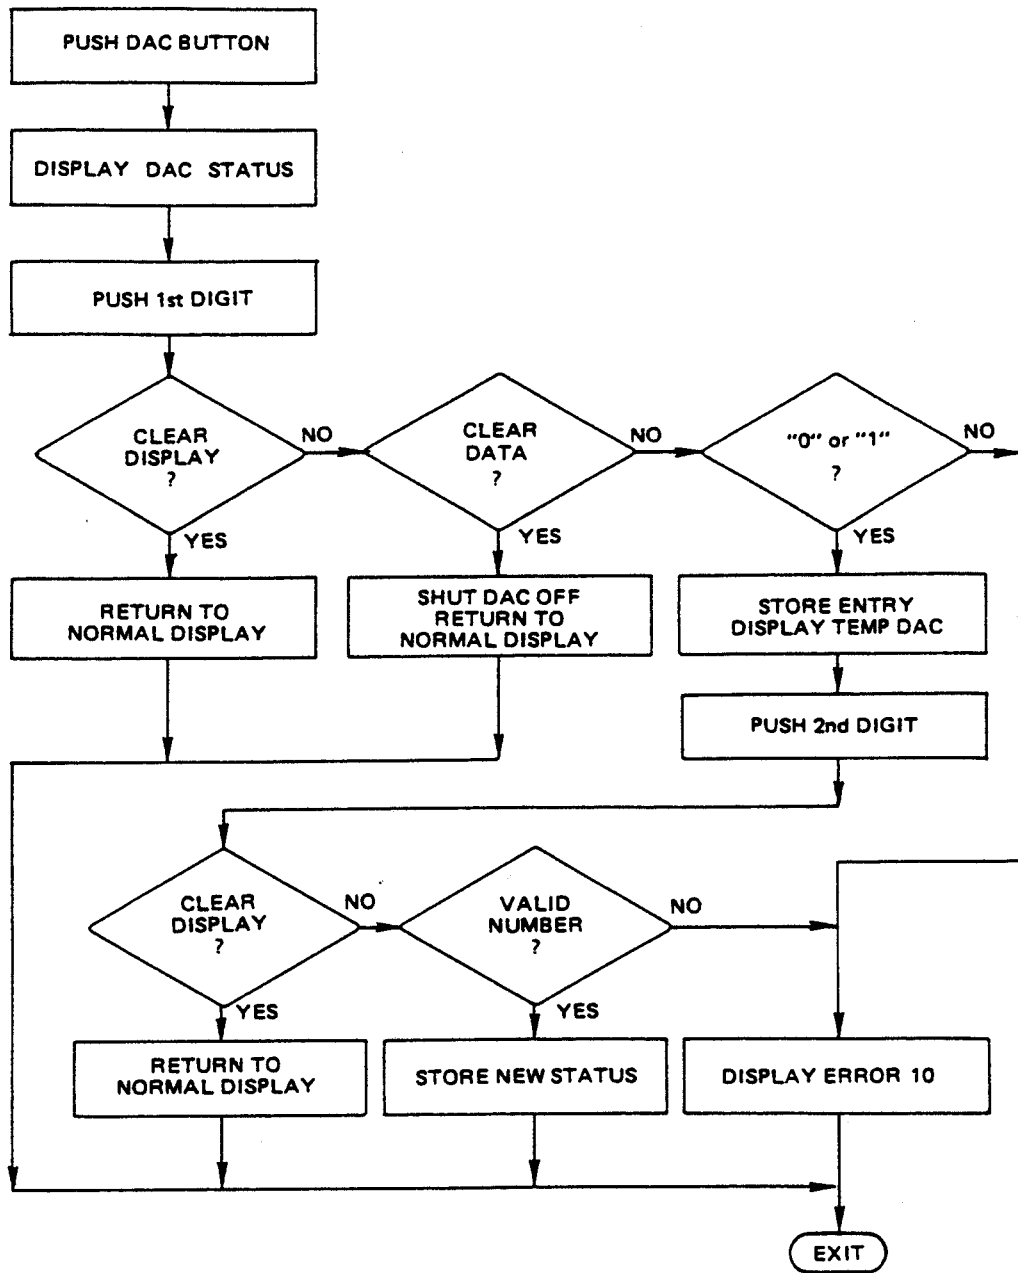 PUSH DAC BUTTON
DISPLAY DAC STATUS
PUSH 1st DIGIT
CLEAR
DISPLAY
?
NO
YES
CLEAR
DATA
?
NO
YES
"0" or "1"
?
NO
YES
RETURN TO
NORMAL DISPLAY
SHUT DAC OFF
RETURN TO
NORMAL DISPLAY
STORE ENTRY
DISPLAY TEMP DAC
PUSH 2nd DIGIT
CLEAR
DISPLAY
?
NO
YES
VALID
NUMBER
?
NO
YES
RETURN TO
NORMAL DISPLAY
STORE NEW STATUS
DISPLAY ERROR 10
EXIT